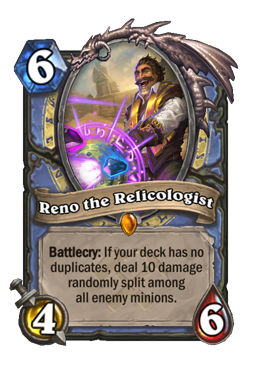 6
Reno the Relicologist
Battlecry: If your deck has no
duplicates, deal 10 damage
randomly split among
all enemy minions.
4
6